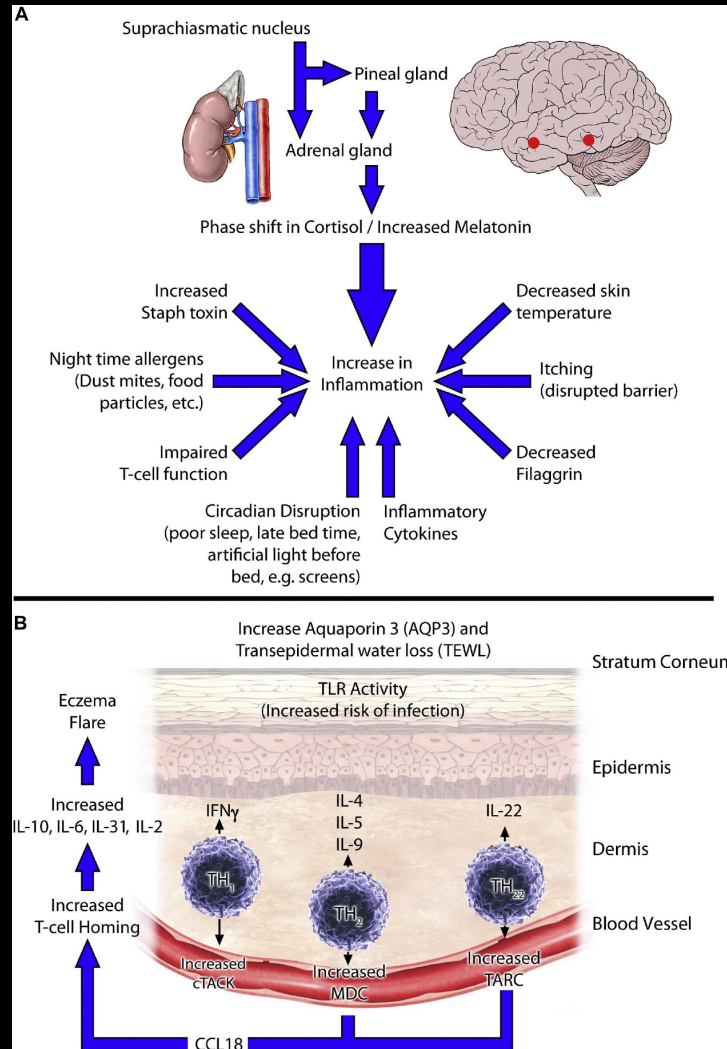 A
Suprachiasmatic nucleus
Pineal gland
Adrenal gland
Phase shift in Cortisol / Increased Melatonin
Increased
Staph toxin
Decreased skin
temperature
Night time allergens
(Dust mites, food
particles, etc.)
Increase in
Inflammation
Itching
(disrupted barrier)
Impaired
T-cell function
Decreased
Filaggrin
Circadian Disruption
(poor sleep, late bed time,
artificial light before
bed, e.g. screens)
Inflammatory
Cytokines
B
Increase Aquaporin 3 (AQP3) and
Transepidermal water loss (TEWL)
Stratum Corneum
TLR Activity
(Increased risk of infection)
Eczema
Flare
Epidermis
Increased
IL-10, IL-6, IL-31, IL-2
IFNγ
IL-4
IL-5
IL-9
IL-22
Dermis
TH1
TH2
TH22
Increased
T-cell Homing
Blood Vessel
Increased
cTACK
Increased
MDC
Increased
TARC
CCL18